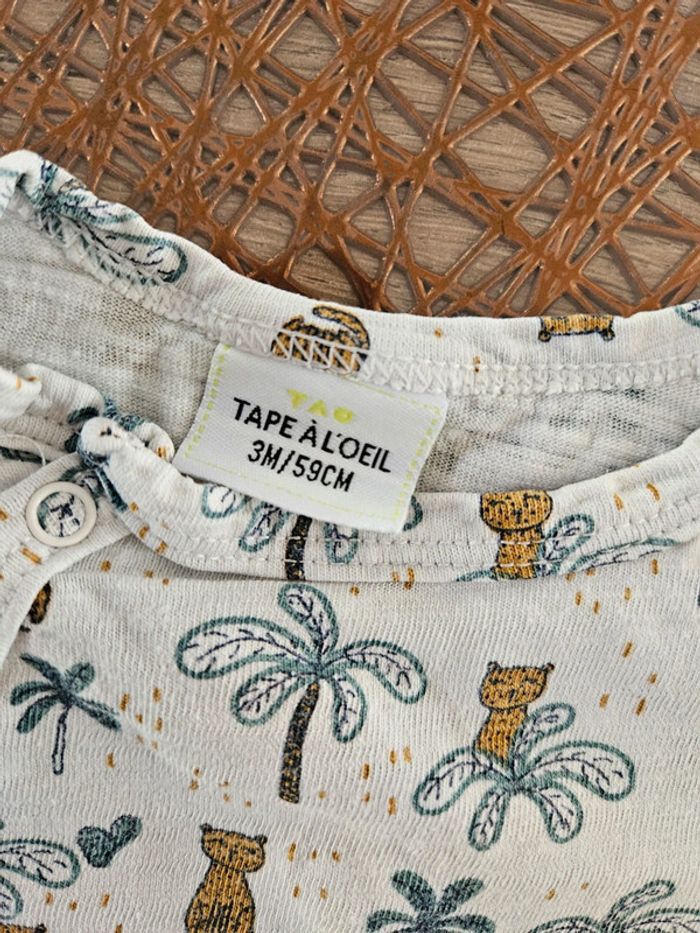 TAO
TAPE À L'OEIL
3M/59CM